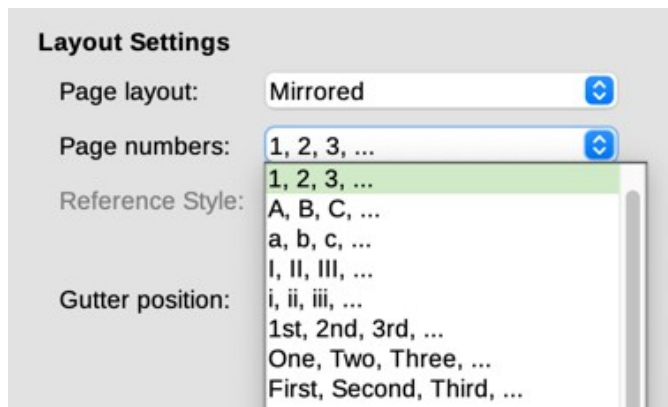 Layout Settings
Page layout: Mirrored
Page numbers: 1, 2, 3, ...
1, 2, 3, ...
Reference Style:
A, B, C, ...
a, b, c, ...
I, II, III, ...
Gutter position:
i, ii, iii, ...
1st, 2nd, 3rd, ...
One, Two, Three, ...
First, Second, Third, ...